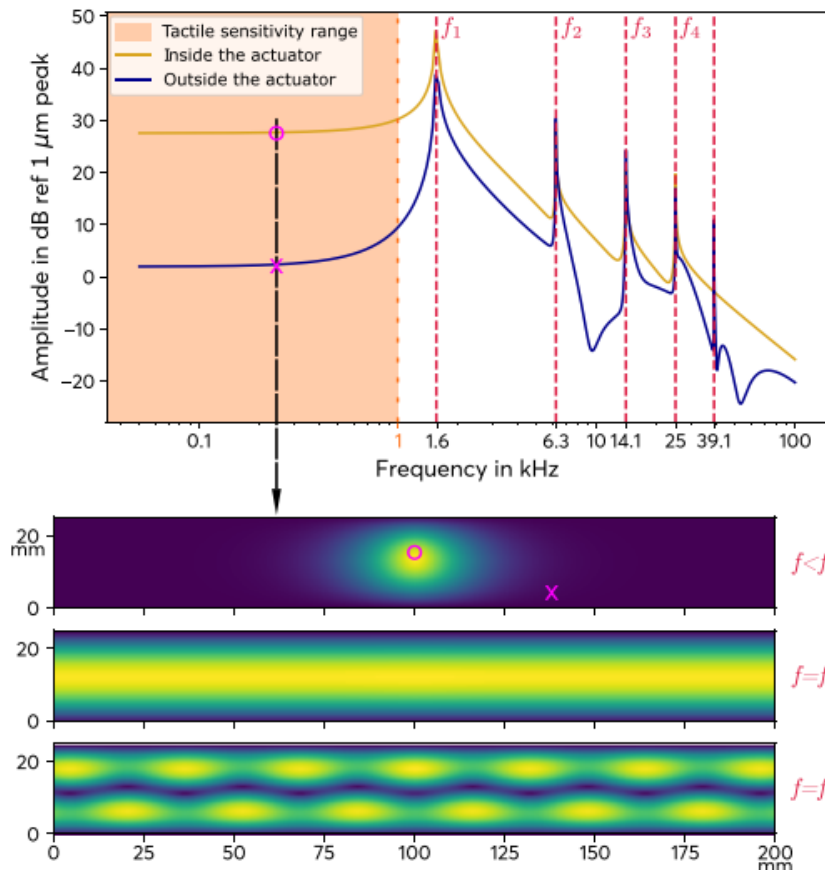 50
40
30
20
10
0
−10
−20
Amplitude in dB ref 1 μm peak
Tactile sensitivity range
Inside the actuator
Outside the actuator
f1
f2
f3
f4
0.1
1
1.6
6.3
10
14.1
25
39.1
100
Frequency in kHz
20
mm
0
O
X
f<f
20
0
f=f
20
0
f=f
0
25
50
75
100
125
150
175
200
mm